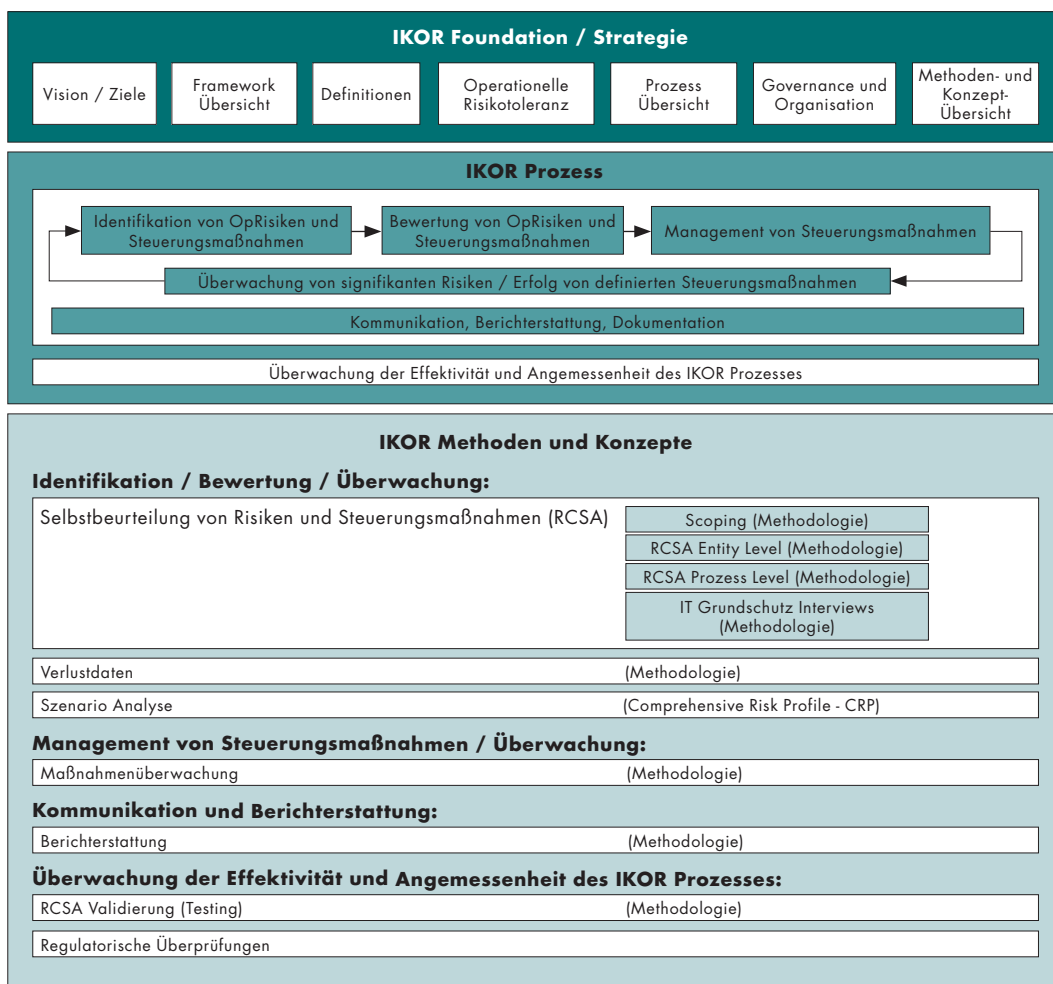 IKOR Foundation / Strategie
Vision / Ziele
Framework
Übersicht
Definitionen
Operationelle
Risikotoleranz
Prozess
Übersicht
Governance und
Organisation
Methoden- und
Konzept-
Übersicht
IKOR Prozess
Identifikation von OpRisiken und
Steuerungsmaßnahmen
Bewertung von OpRisiken und
Steuerungsmaßnahmen
Management von Steuerungsmaßnahmen
Überwachung von signifikanten Risiken / Erfolg von definierten Steuerungsmaßnahmen
Kommunikation, Berichterstattung, Dokumentation
Überwachung der Effektivität und Angemessenheit des IKOR Prozesses
IKOR Methoden und Konzepte
Identifikation / Bewertung / Überwachung:
Selbstbeurteilung von Risiken und Steuerungsmaßnahmen (RCSA)
Scoping (Methodologie)
RCSA Entity Level (Methodologie)
RCSA Prozess Level (Methodologie)
IT Grundschutz Interviews
(Methodologie)
Verlustdaten (Methodologie)
Szenario Analyse (Comprehensive Risk Profile - CRP)
Management von Steuerungsmaßnahmen / Überwachung:
Maßnahmenüberwachung (Methodologie)
Kommunikation und Berichterstattung:
Berichterstattung (Methodologie)
Überwachung der Effektivität und Angemessenheit des IKOR Prozesses:
RCSA Validierung (Testing) (Methodologie)
Regulatorische Überprüfungen